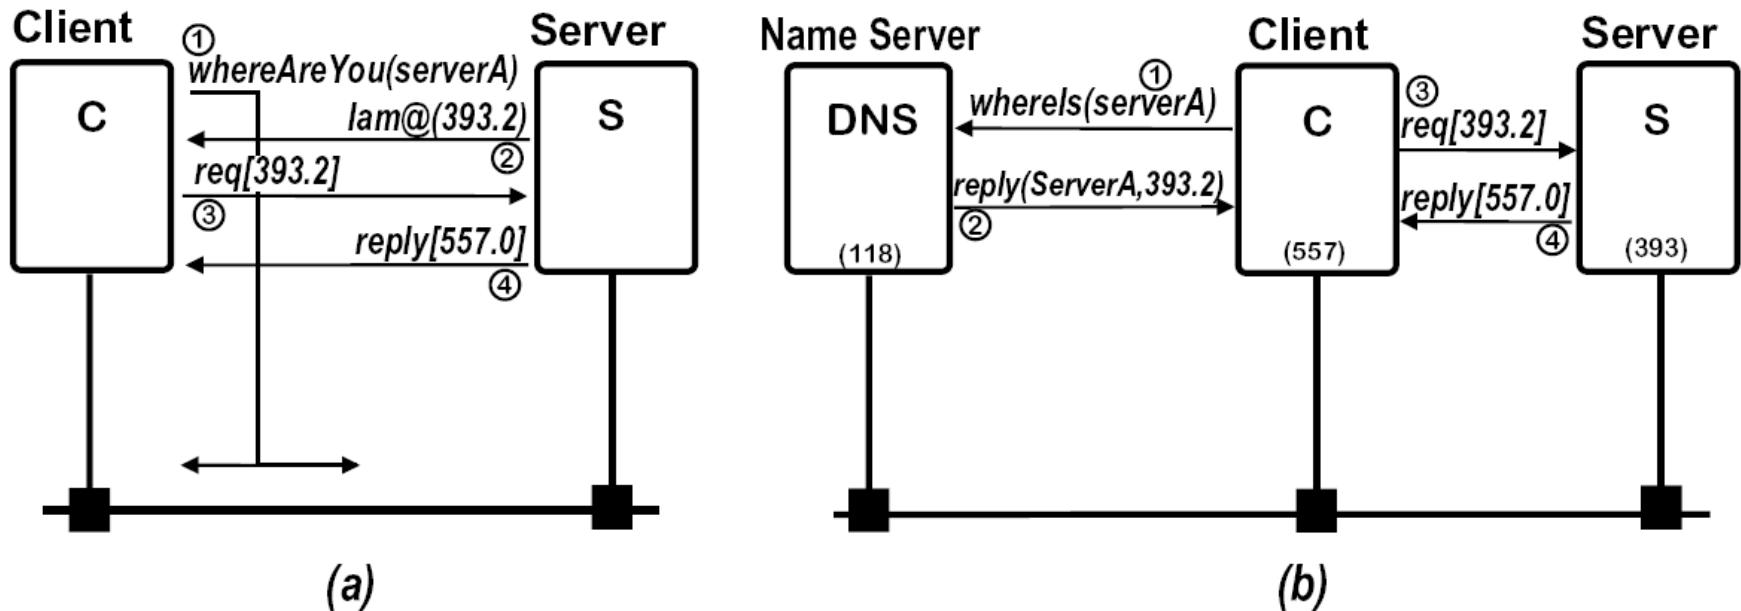 Client
Server
①
whereAreYou(serverA)
C
Iam@(393.2)
S
②
req[393.2]
③
reply[557.0]
④
(a)
Name Server
Client
Server
①
whereIs(serverA)
DNS
C
③
req[393.2]
S
reply(ServerA,393.2)
②
reply[557.0]
④
(118)
(557)
(393)
(b)